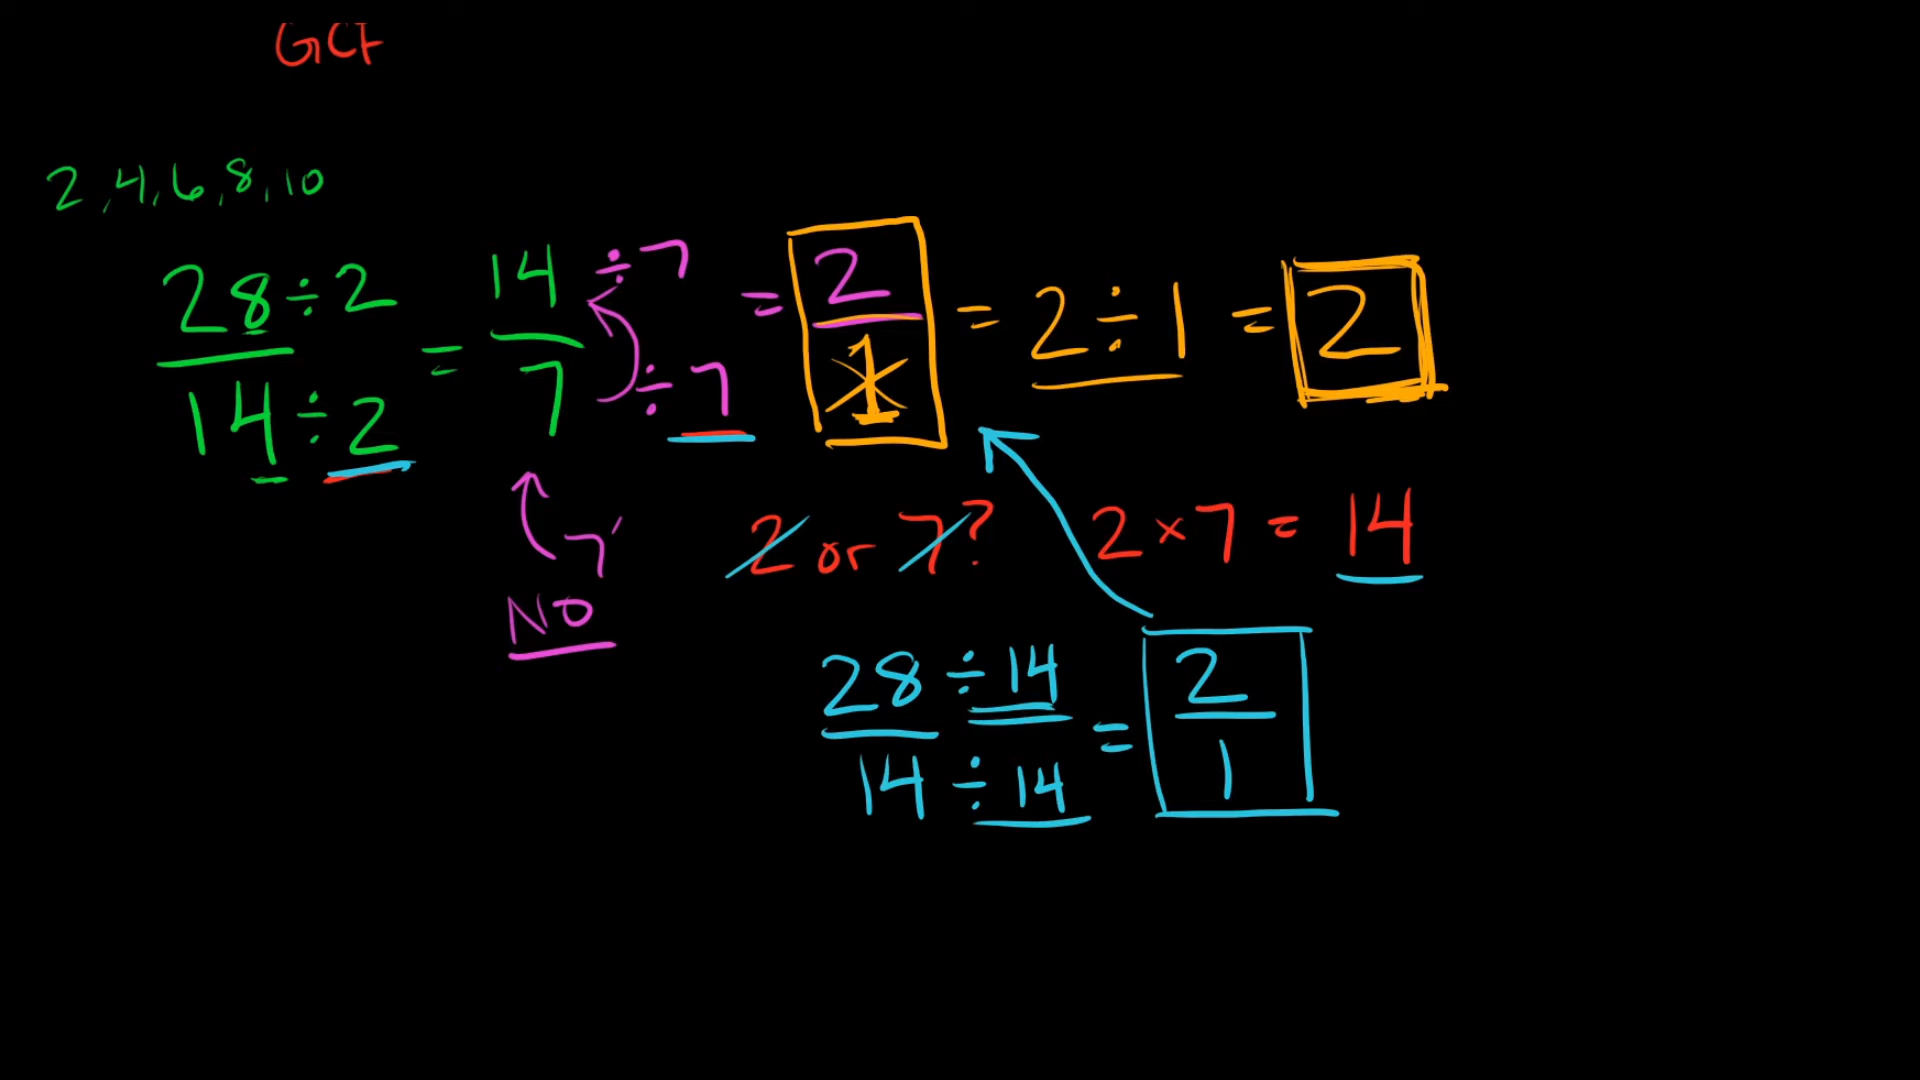 GCF
2, 4, 6, 8, 10
28 ÷ 2 / 14 ÷ 2 = 14 ÷ 7 / 7 ÷ 7 = 2 / 1 = 2 ÷ 1 = 2
7
NO
2 or 7? 2 × 7 = 14
28 ÷ 14 / 14 ÷ 14 = 2 / 1